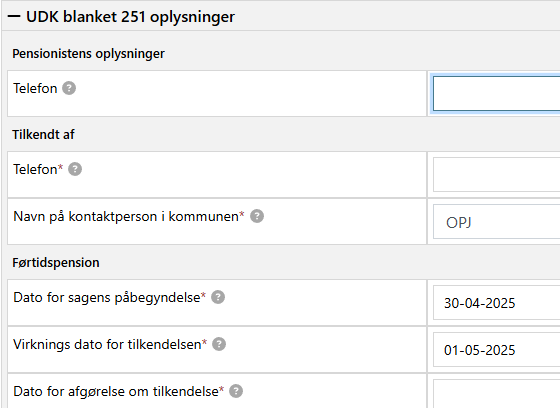 — UDK blanket 251 oplysninger
Pensionistens oplysninger
Telefon ?
Tilkendt af
Telefon* ?
Navn på kontaktperson i kommunen* ? OPJ
Førtidspension
Dato for sagens påbegyndelse* ? 30-04-2025
Virknings dato for tilkendelsen* ? 01-05-2025
Dato for afgørelse om tilkendelse* ?